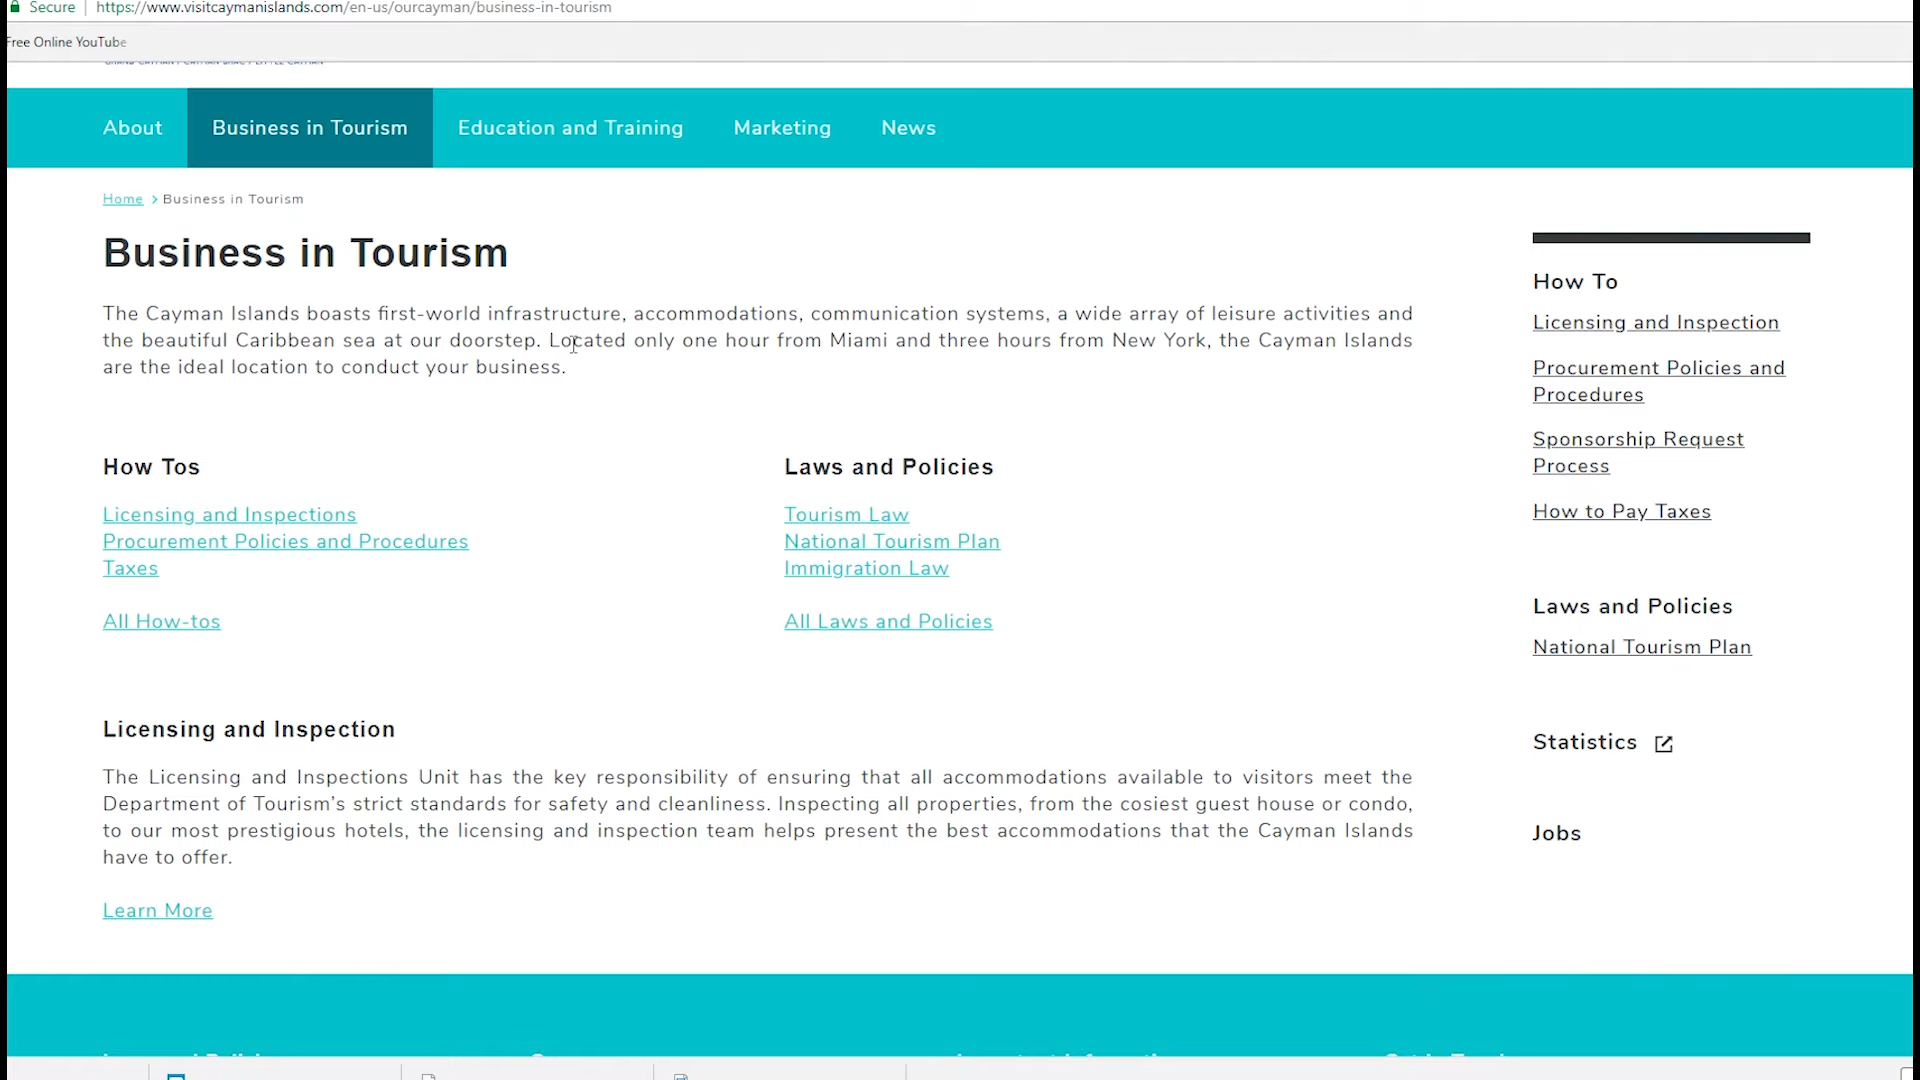 Secure
https://www.visitcaymanislands.com/en-us/ourcayman/business-in-tourism
Free Online YouTube
About
Business in Tourism
Education and Training
Marketing
News
Home > Business in Tourism
Business in Tourism
The Cayman Islands boasts first-world infrastructure, accommodations, communication systems, a wide array of leisure activities and
the beautiful Caribbean sea at our doorstep. Located only one hour from Miami and three hours from New York, the Cayman Islands
are the ideal location to conduct your business.
How Tos
Licensing and Inspections
Procurement Policies and Procedures
Taxes
All How-tos
Laws and Policies
Tourism Law
National Tourism Plan
Immigration Law
All Laws and Policies
Licensing and Inspection
The Licensing and Inspections Unit has the key responsibility of ensuring that all accommodations available to visitors meet the
Department of Tourism’s strict standards for safety and cleanliness. Inspecting all properties, from the cosiest guest house or condo,
to our most prestigious hotels, the licensing and inspection team helps present the best accommodations that the Cayman Islands
have to offer.
Learn More
How To
Licensing and Inspection
Procurement Policies and
Procedures
Sponsorship Request
Process
How to Pay Taxes
Laws and Policies
National Tourism Plan
Statistics
Jobs